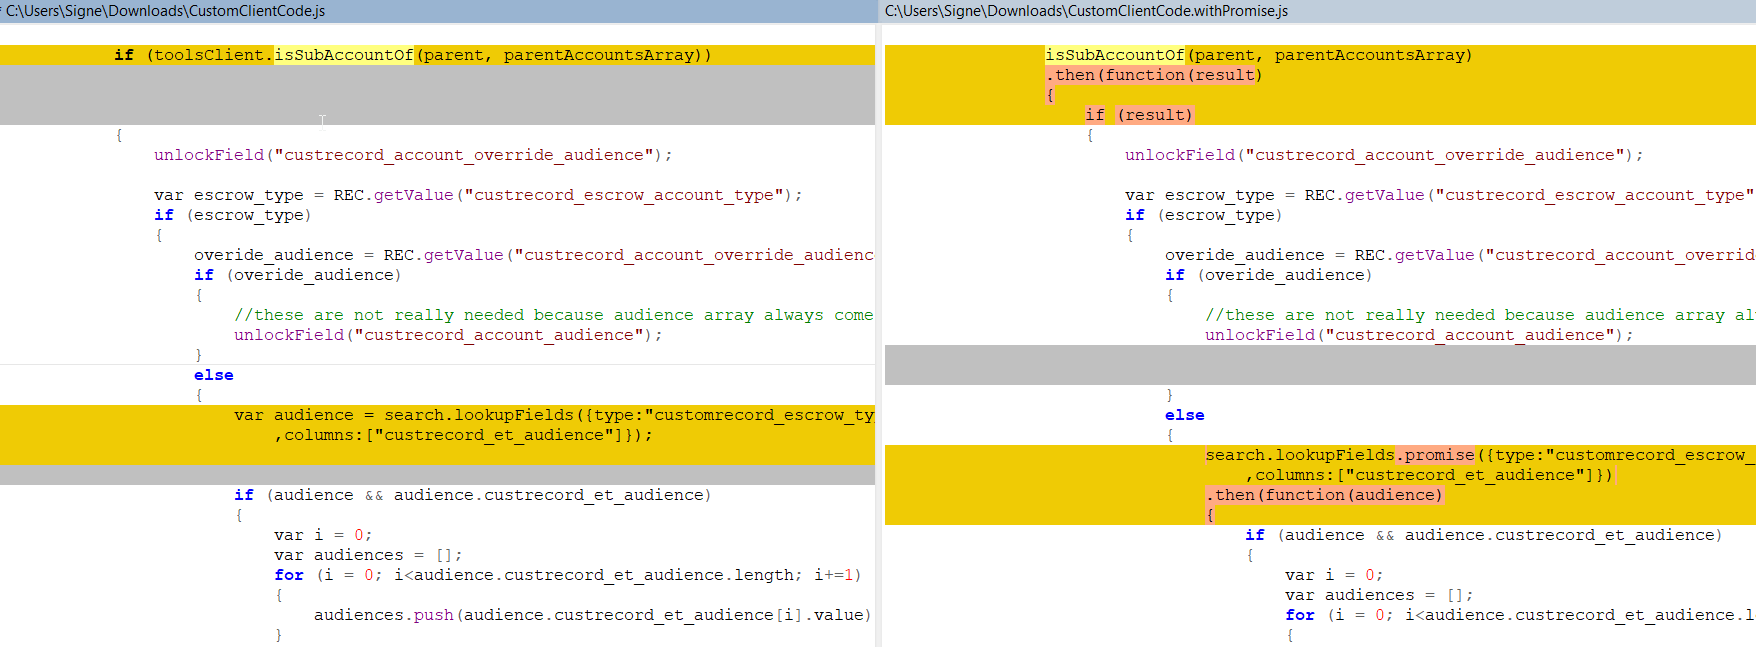 C:\Users\Signe\Downloads\CustomClientCode.js
if (toolsClient.isSubAccountOf(parent, parentAccountsArray))
{
unlockField("custrecord_account_override_audience");
var escrow_type = REC.getValue("custrecord_escrow_account_type");
if (escrow_type)
{
overide_audience = REC.getValue("custrecord_account_override_audienc
if (overide_audience)
{
//these are not really needed because audience array always come
unlockField("custrecord_account_audience");
}
else
{
var audience = search.lookupFields({type:"customrecord_escrow_ty
,columns:["custrecord_et_audience"]});
if (audience && audience.custrecord_et_audience)
{
var i = 0;
var audiences = [];
for (i = 0; i<audience.custrecord_et_audience.length; i+=1)
{
audiences.push(audience.custrecord_et_audience[i].value)
}
C:\Users\Signe\Downloads\CustomClientCode.withPromise.js
isSubAccountOf(parent, parentAccountsArray)
.then(function(result)
{
if (result)
{
unlockField("custrecord_account_override_audience");
var escrow_type = REC.getValue("custrecord_escrow_account_type"
if (escrow_type)
{
overide_audience = REC.getValue("custrecord_account_overrid
if (overide_audience)
{
//these are not really needed because audience array al
unlockField("custrecord_account_audience");
}
else
{
search.lookupFields.promise({type:"customrecord_escrow_
,columns:["custrecord_et_audience"]})
.then(function(audience)
{
if (audience && audience.custrecord_et_audience)
{
var i = 0;
var audiences = [];
for (i = 0; i<audience.custrecord_et_audience.l
{